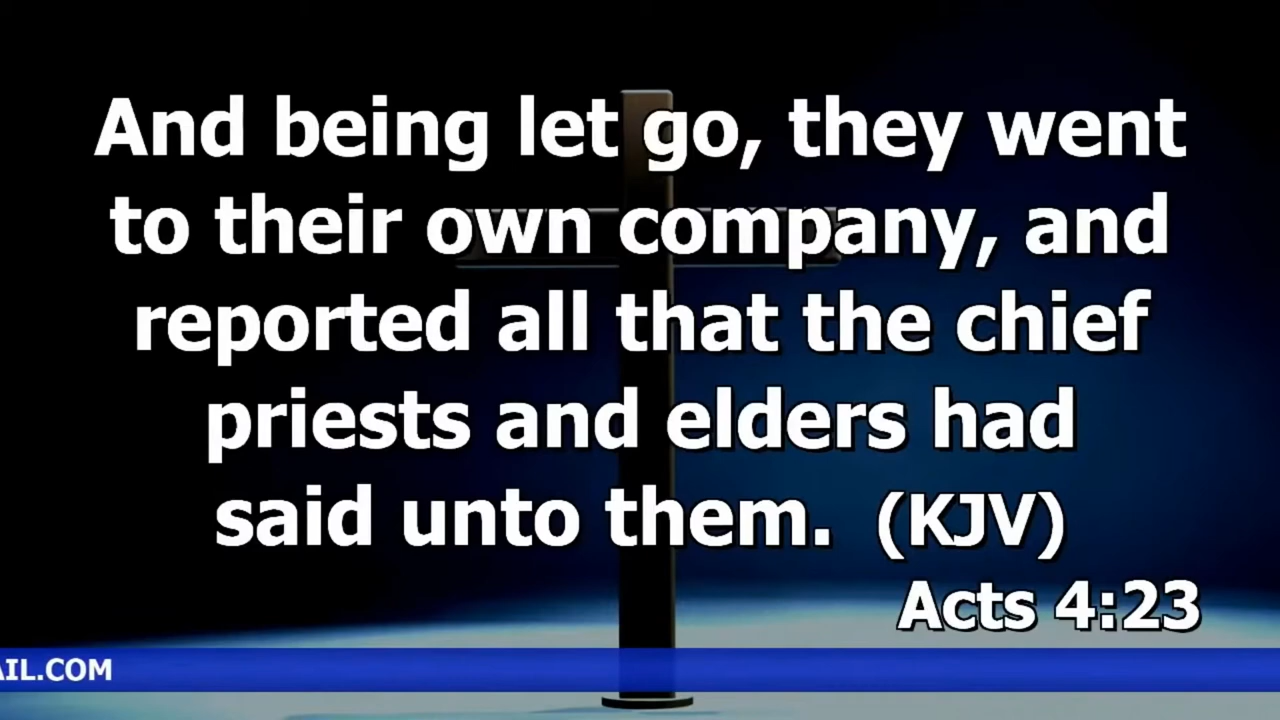 And being let go, they went
to their own company, and
reported all that the chief
priests and elders had
said unto them. (KJV)
Acts 4:23
AIL.COM